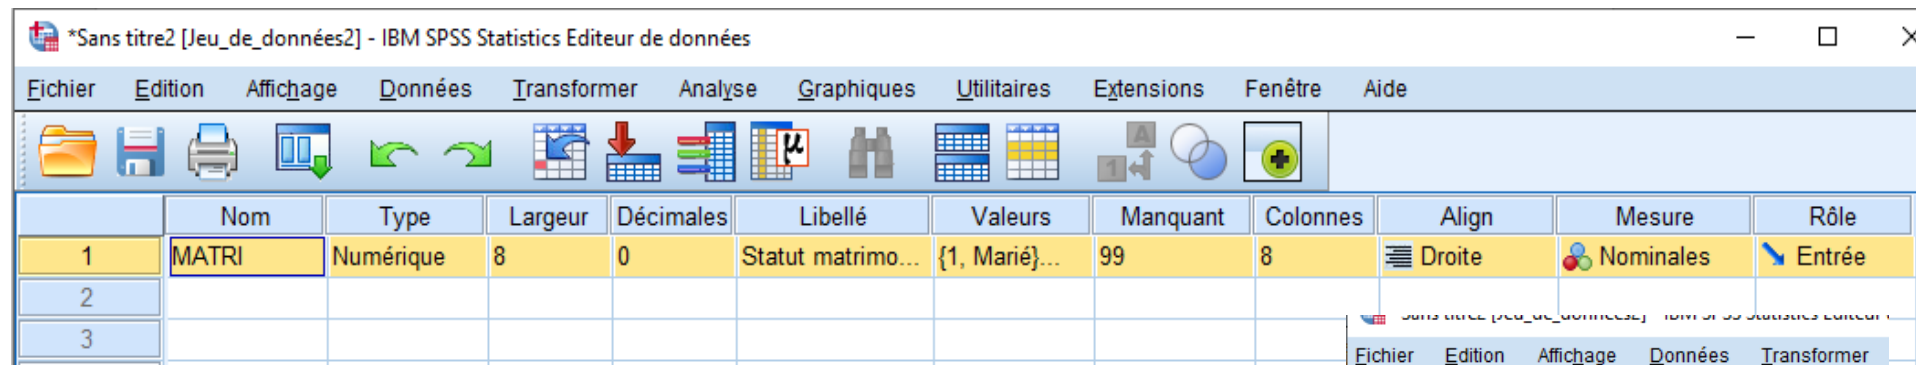 *Sans titre2 [Jeu_de_données2] - IBM SPSS Statistics Editeur de données
Fichier Edition Affichage Données Transformer Analyse Graphiques Utilitaires Extensions Fenêtre Aide
Nom Type Largeur Décimales Libellé Valeurs Manquant Colonnes Align Mesure Rôle
1 MATRI Numérique 8 0 Statut matrimo... {1, Marié}... 99 8 Droite Nominales Entrée
2
3
Fichier Edition Affichage Données Transformer